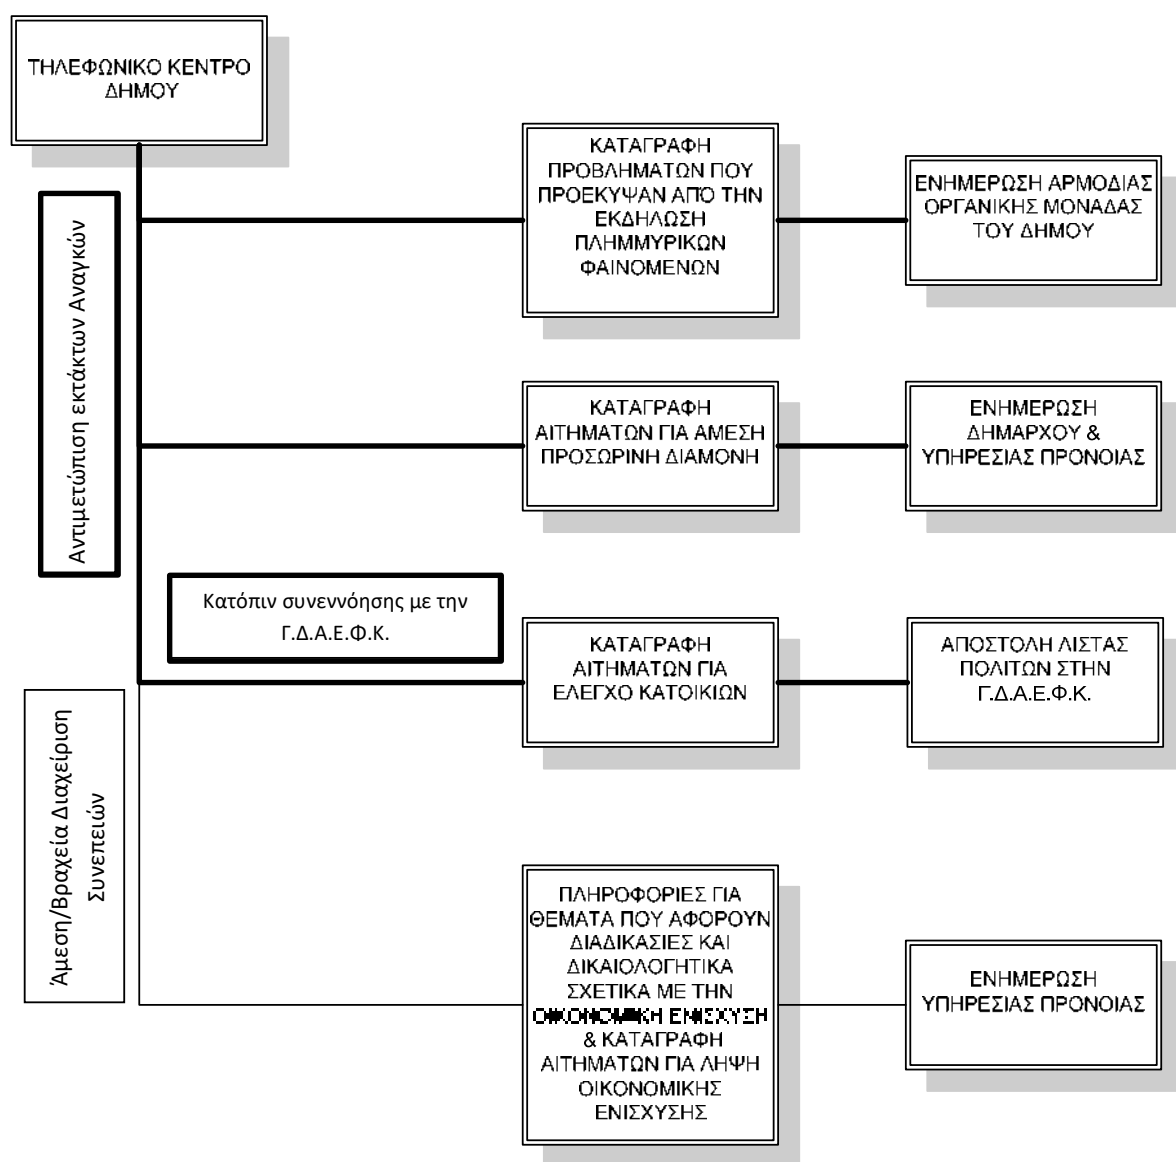 ΤΗΛΕΦΩΝΙΚΟ ΚΕΝΤΡΟ
ΔΗΜΟΥ
Αντιμετώπιση εκτάκτων Αναγκών
ΚΑΤΑΓΡΑΦΗ
ΠΡΟΒΛΗΜΑΤΩΝ ΠΟΥ
ΠΡΟΕΚΥΨΑΝ ΑΠΌ ΤΗΝ
ΕΚΔΗΛΩΣΗ
ΠΛΗΜΜΥΡΙΚΩΝ
ΦΑΙΝΟΜΕΝΩΝ
ΕΝΗΜΕΡΩΣΗ ΑΡΜΟΔΙΑΣ
ΟΡΓΑΝΙΚΗΣ ΜΟΝΑΔΑΣ
ΤΟΥ ΔΗΜΟΥ
ΚΑΤΑΓΡΑΦΗ
ΑΙΤΗΜΑΤΩΝ ΓΙΑ ΑΜΕΣΗ
ΠΡΟΣΩΡΙΝΗ ΔΙΑΜΟΝΗ
ΕΝΗΜΕΡΩΣΗ
ΔΗΜΑΡΧΟΥ &
ΥΠΗΡΕΣΙΑΣ ΠΡΟΝΟΙΑΣ
Κατόπιν συνεννόησης με την
Γ.Δ.Α.Ε.Φ.Κ.
ΚΑΤΑΓΡΑΦΗ
ΑΙΤΗΜΑΤΩΝ ΓΙΑ
ΕΛΕΓΧΟ ΚΑΤΟΙΚΙΩΝ
ΑΠΟΣΤΟΛΗ ΛΙΣΤΑΣ
ΠΟΛΙΤΩΝ ΣΤΗΝ
Γ.Δ.Α.Ε.Φ.Κ.
Άμεση/Βραχεία Διαχείριση
Συνεπειών
ΠΛΗΡΟΦΟΡΙΕΣ ΓΙΑ
ΘΕΜΑΤΑ ΠΟΥ ΑΦΟΡΟΥΝ
ΔΙΑΔΙΚΑΣΙΕΣ ΚΑΙ
ΔΙΚΑΙΟΛΟΓΗΤΙΚΑ
ΣΧΕΤΙΚΑ ΜΕ ΤΗΝ
ΟΙΚΟΝΟΜΙΚΗ ΕΝΙΣΧΥΣΗ
& ΚΑΤΑΓΡΑΦΗ
ΑΙΤΗΜΑΤΩΝ ΓΙΑ ΛΗΨΗ
ΟΙΚΟΝΟΜΙΚΗΣ
ΕΝΙΣΧΥΣΗΣ
ΕΝΗΜΕΡΩΣΗ
ΥΠΗΡΕΣΙΑΣ ΠΡΟΝΟΙΑΣ